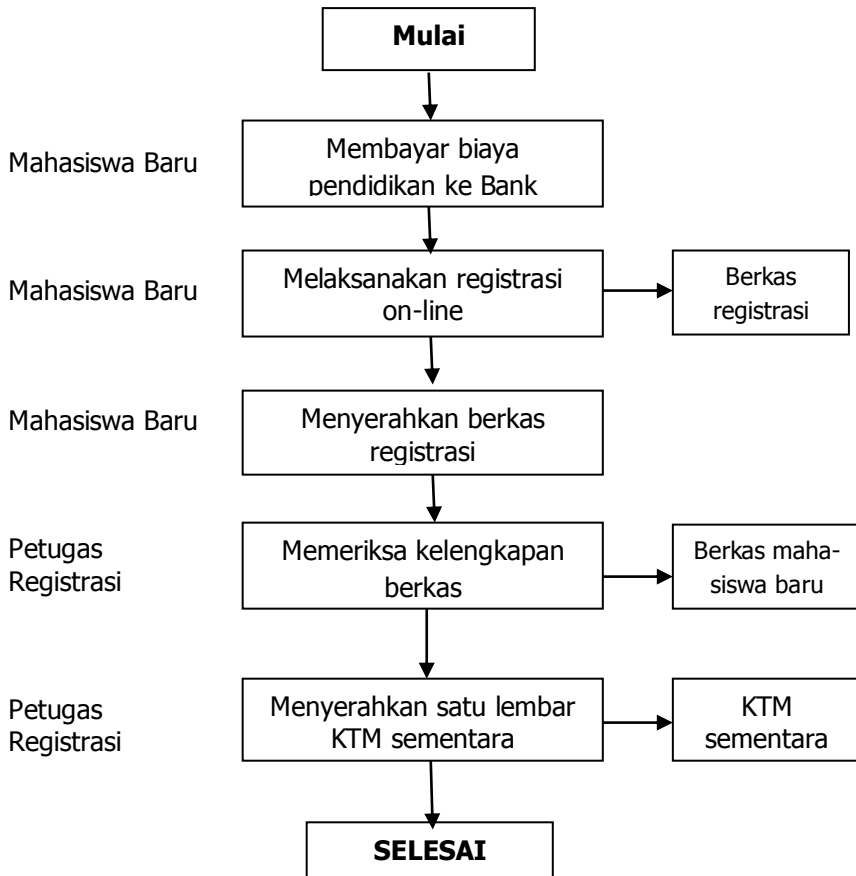 Mulai
Mahasiswa Baru
Membayar biaya
pendidikan ke Bank
Mahasiswa Baru
Melaksanakan registrasi
on-line
Berkas
registrasi
Mahasiswa Baru
Menyerahkan berkas
registrasi
Petugas
Registrasi
Memeriksa kelengkapan
berkas
Berkas maha-
siswa baru
Petugas
Registrasi
Menyerahkan satu lembar
KTM sementara
KTM
sementara
SELESAI